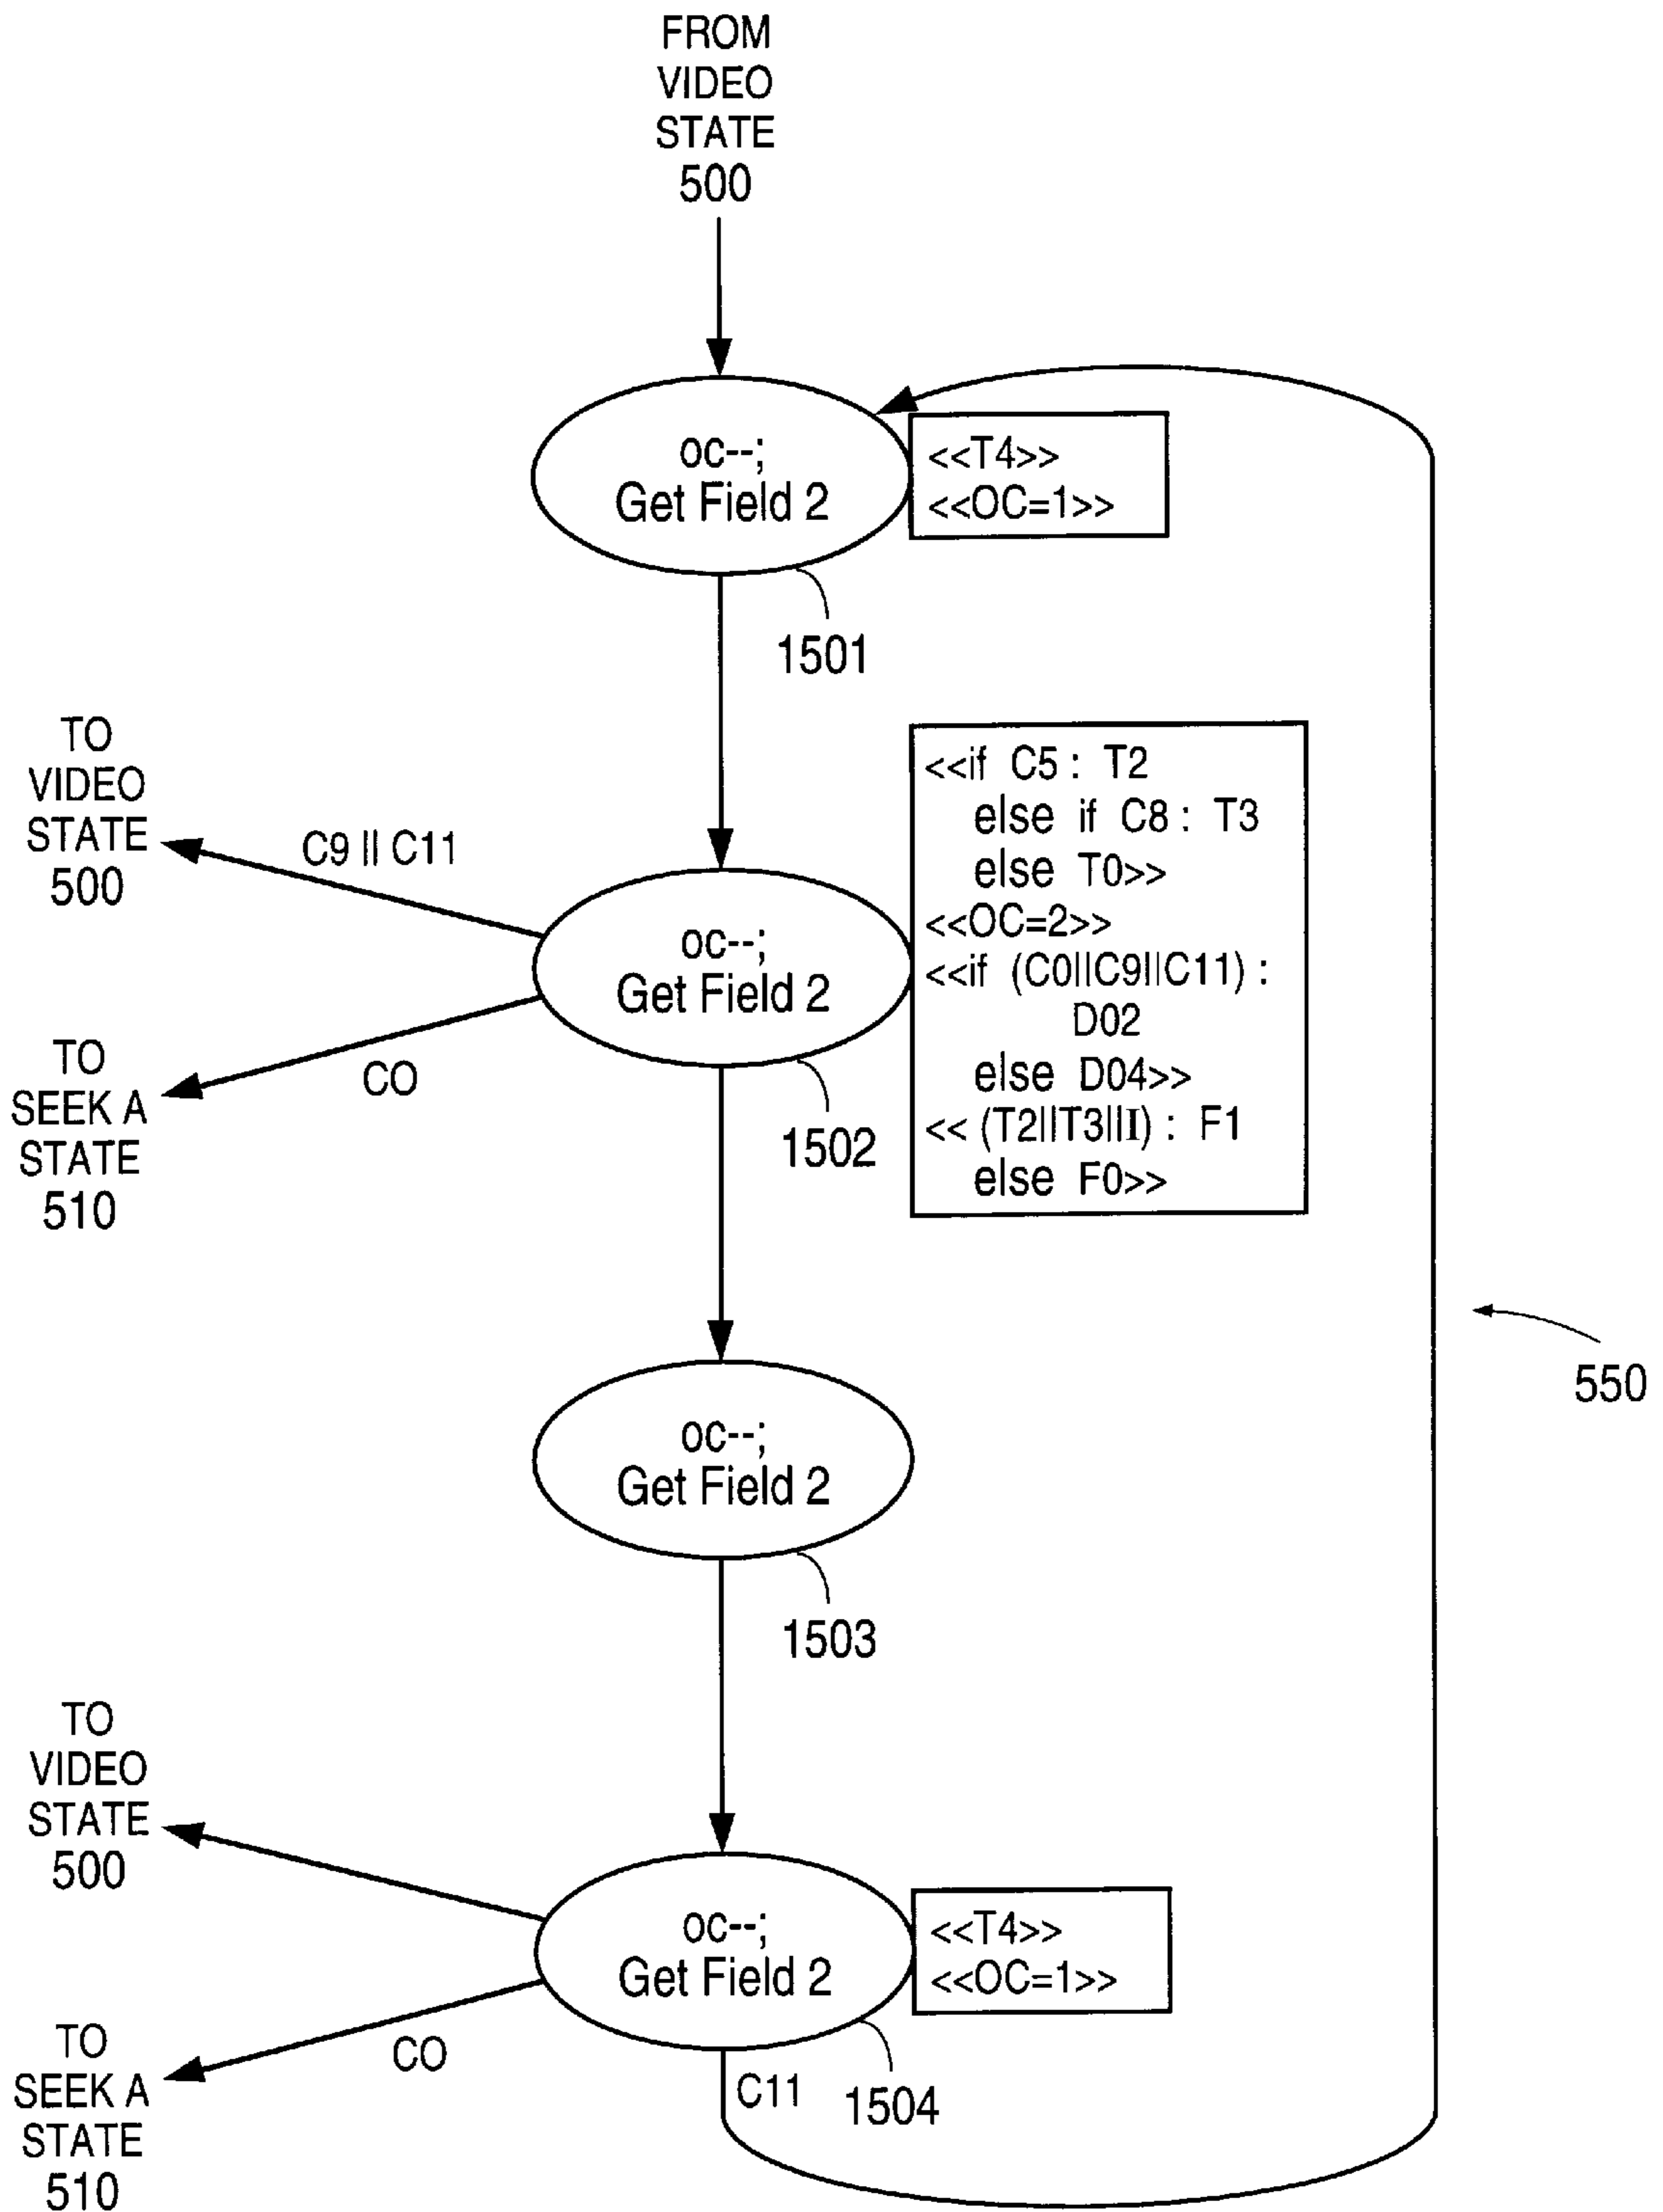 FROM
VIDEO
STATE
500
oc--;
Get Field 2
<<T4>>
<<OC=1>>
1501
TO
VIDEO
STATE
500
C9 || C11
oc--;
Get Field 2
<<if C5 : T2
else if C8 : T3
else T0>>
<<OC=2>>
<<if (C0||C9||C11) :
D02
else D04>>
<< (T2||T3||I) : F1
else F0>>
TO
SEEK A
STATE
510
CO
1502
550
oc--;
Get Field 2
1503
TO
VIDEO
STATE
500
oc--;
Get Field 2
<<T4>>
<<OC=1>>
TO
SEEK A
STATE
510
CO
C11
1504